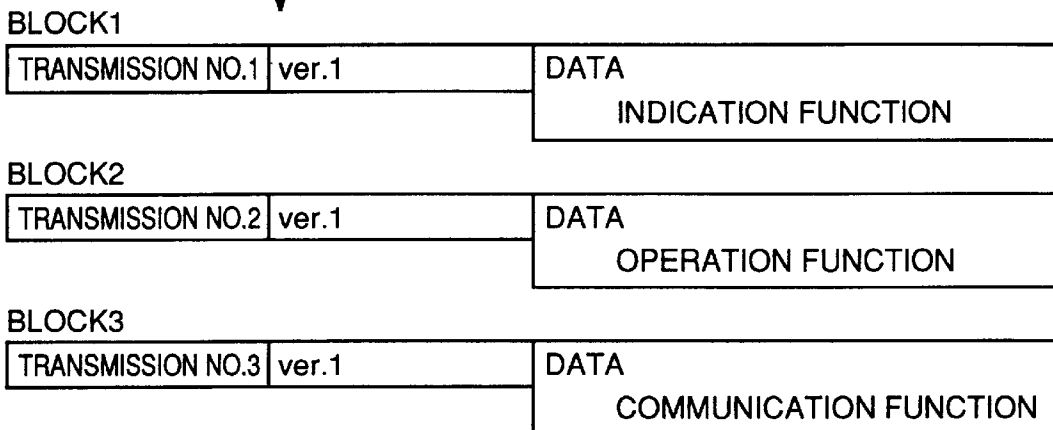 BLOCK1
TRANSMISSION NO.1 ver.1 DATA
INDICATION FUNCTION
BLOCK2
TRANSMISSION NO.2 ver.1 DATA
OPERATION FUNCTION
BLOCK3
TRANSMISSION NO.3 ver.1 DATA
COMMUNICATION FUNCTION